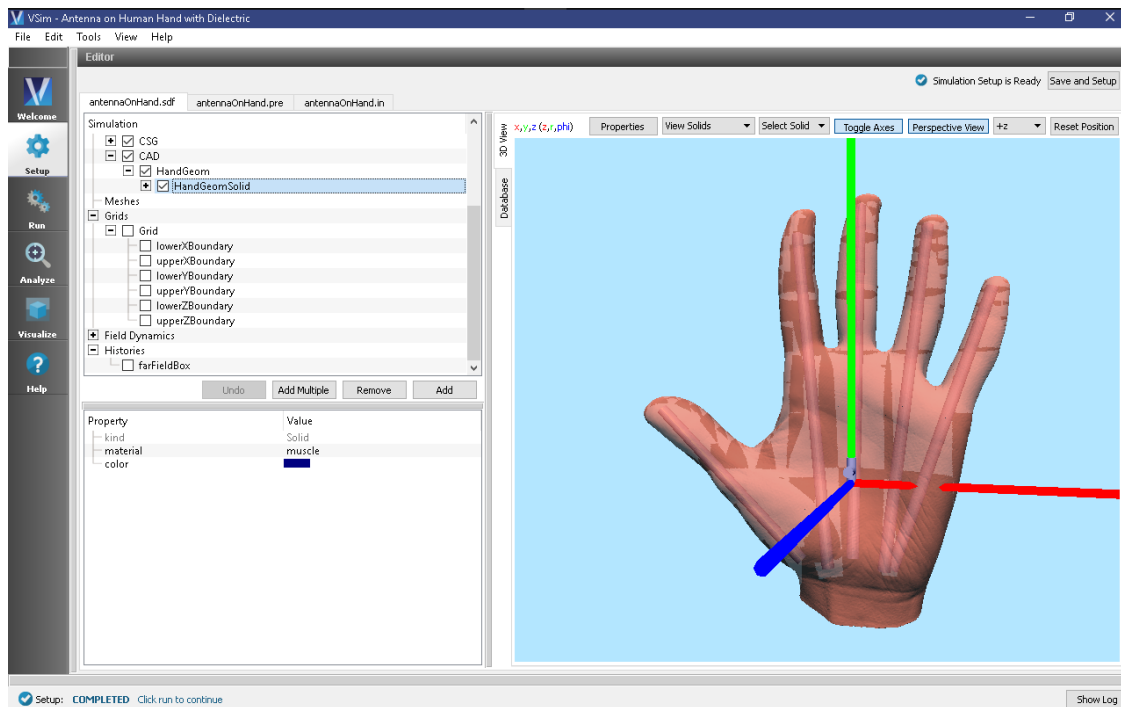 VSim - Antenna on Human Hand with Dielectric
File Edit Tools View Help
Editor
Simulation Setup is Ready Save and Setup
antennaOnHand.sdf antennaOnHand.pre antennaOnHand.in
Welcome
Setup
Run
Analyze
Visualize
Help
Simulation
CSG
CAD
HandGeom
HandGeomSolid
Meshes
Grids
Grid
lowerXBoundary
upperXBoundary
lowerYBoundary
upperYBoundary
lowerZBoundary
upperZBoundary
Field Dynamics
Histories
farFieldBox
Undo Add Multiple Remove Add
Property Value
kind Solid
material muscle
color
3D View
Database
x,y,z (z,r,phi) Properties View Solids Select Solid Toggle Axes Perspective View +z Reset Position
Setup: COMPLETED Click run to continue Show Log